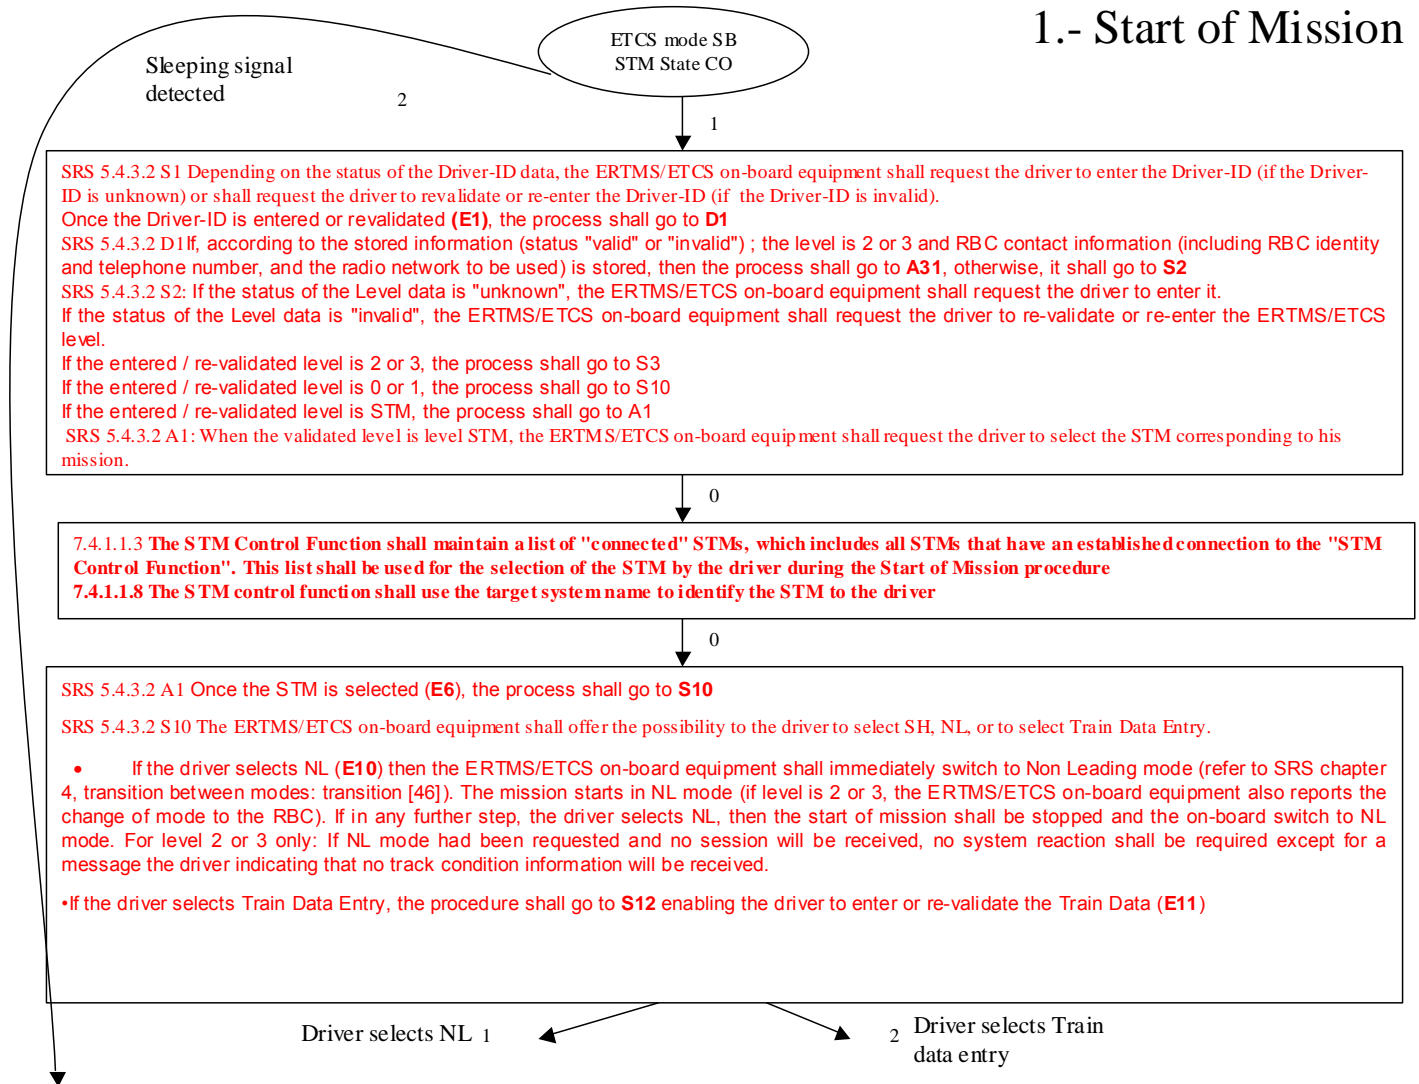 1.- Start of Mission
ETCS mode SB
STM State CO
Sleeping signal
detected
2
1
SRS 5.4.3.2 S1 Depending on the status of the Driver-ID data, the ERTMS/ETCS on-board equipment shall request the driver to enter the Driver-ID (if the Driver-
ID is unknown) or shall request the driver to revalidate or re-enter the Driver-ID (if the Driver-ID is invalid).
Once the Driver-ID is entered or revalidated (E1), the process shall go to D1
SRS 5.4.3.2 D1If, according to the stored information (status "valid" or "invalid") ; the level is 2 or 3 and RBC contact information (including RBC identity
and telephone number, and the radio network to be used) is stored, then the process shall go to A31, otherwise, it shall go to S2
SRS 5.4.3.2 S2: If the status of the Level data is "unknown", the ERTMS/ETCS on-board equipment shall request the driver to enter it.
If the status of the Level data is "invalid", the ERTMS/ETCS on-board equipment shall request the driver to re-validate or re-enter the ERTMS/ETCS
level.
If the entered / re-validated level is 2 or 3, the process shall go to S3
If the entered / re-validated level is 0 or 1, the process shall go to S10
If the entered / re-validated level is STM, the process shall go to A1
SRS 5.4.3.2 A1: When the validated level is level STM, the ERTMS/ETCS on-board equipment shall request the driver to select the STM corresponding to his
mission.
0
7.4.1.1.3 The STM Control Function shall maintain a list of "connected" STMs, which includes all STMs that have an established connection to the "STM
Control Function". This list shall be used for the selection of the STM by the driver during the Start of Mission procedure
7.4.1.1.8 The STM control function shall use the target system name to identify the STM to the driver
0
SRS 5.4.3.2 A1 Once the STM is selected (E6), the process shall go to S10
SRS 5.4.3.2 S10 The ERTMS/ETCS on-board equipment shall offer the possibility to the driver to select SH, NL, or to select Train Data Entry.
• If the driver selects NL (E10) then the ERTMS/ETCS on-board equipment shall immediately switch to Non Leading mode (refer to SRS chapter
4, transition between modes: transition [46]). The mission starts in NL mode (if level is 2 or 3, the ERTMS/ETCS on-board equipment also reports the
change of mode to the RBC). If in any further step, the driver selects NL, then the start of mission shall be stopped and the on-board switch to NL
mode. For level 2 or 3 only: If NL mode had been requested and no session will be received, no system reaction shall be required except for a
message the driver indicating that no track condition information will be received.
•If the driver selects Train Data Entry, the procedure shall go to S12 enabling the driver to enter or re-validate the Train Data (E11)
Driver selects NL 1
2 Driver selects Train
data entry